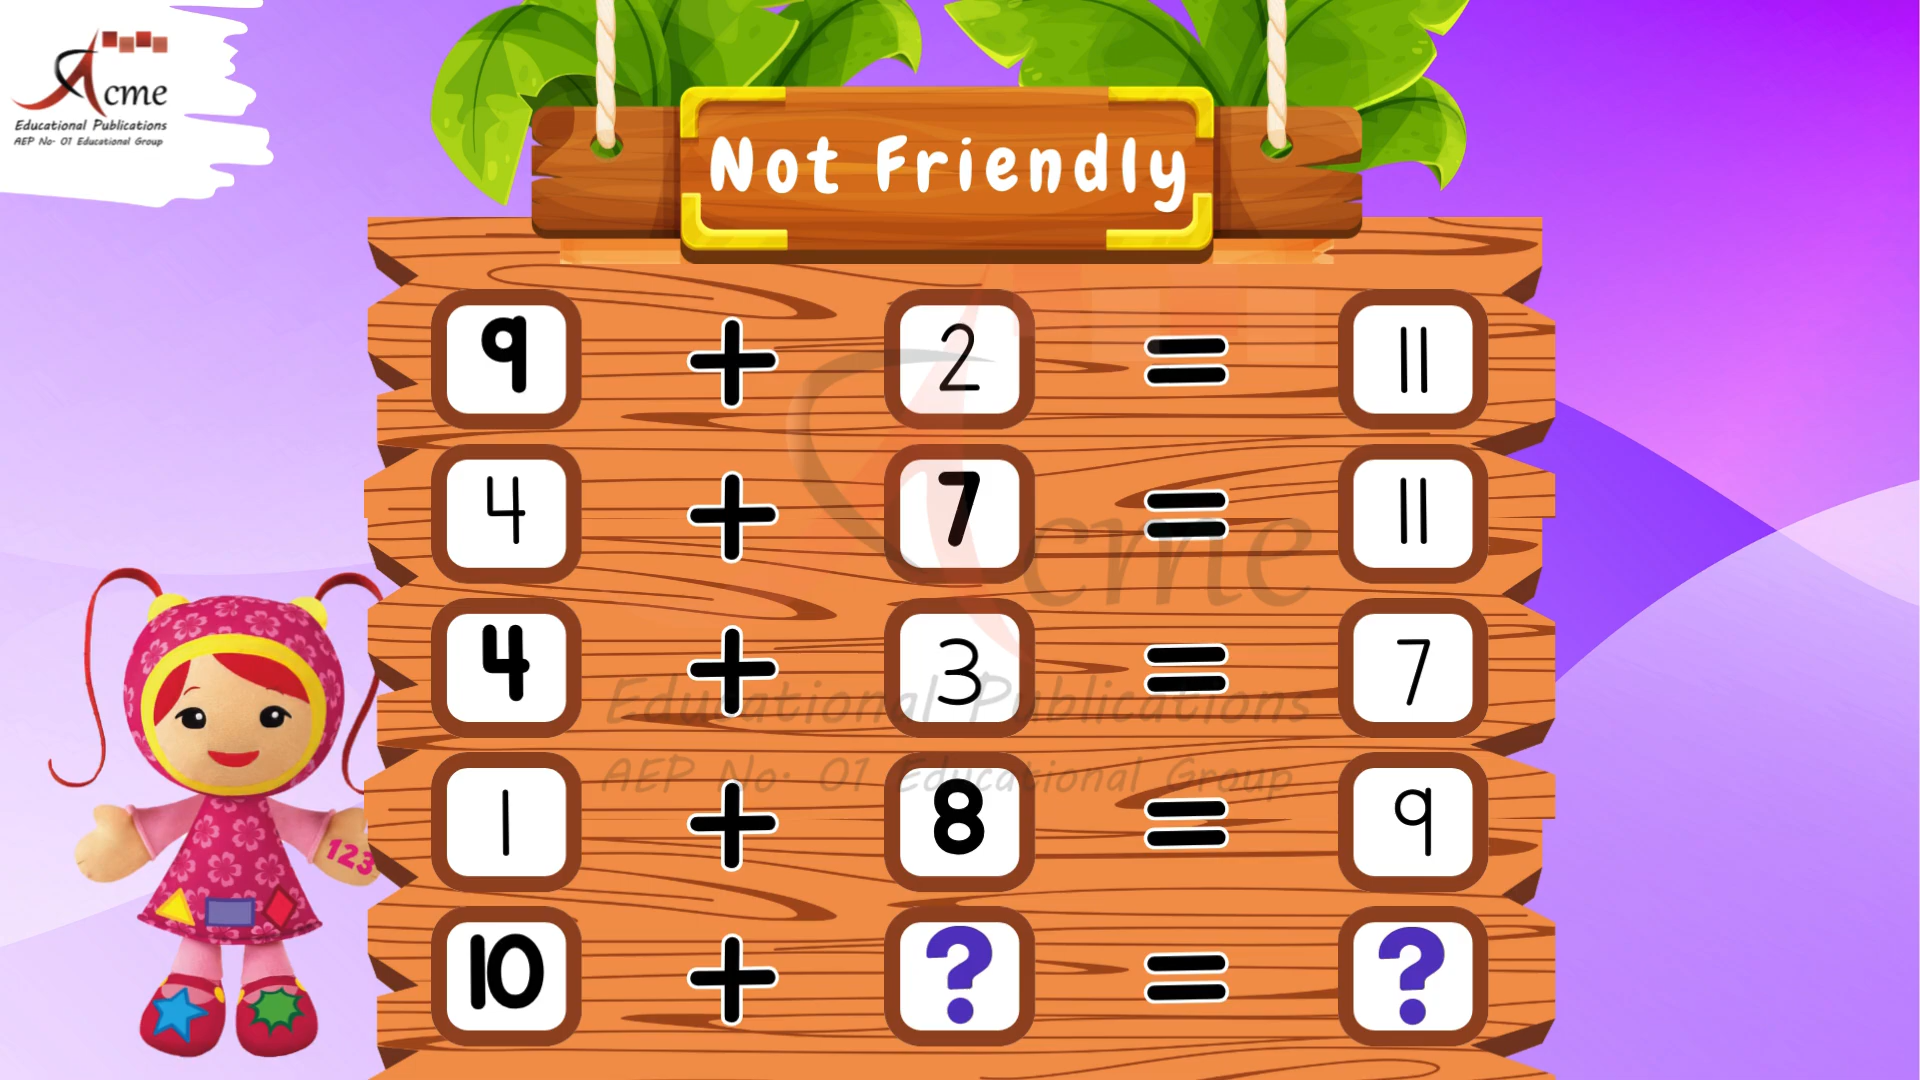 Acme
Educational Publications
AEP No- 01 Educational Group
Not Friendly
9 + 2 = 11
4 + 7 = 11
4 + 3 = 7
1 + 8 = 9
10 + ? = ?
123
Acme
Educational Publications
AEP No- 01 Educational Group